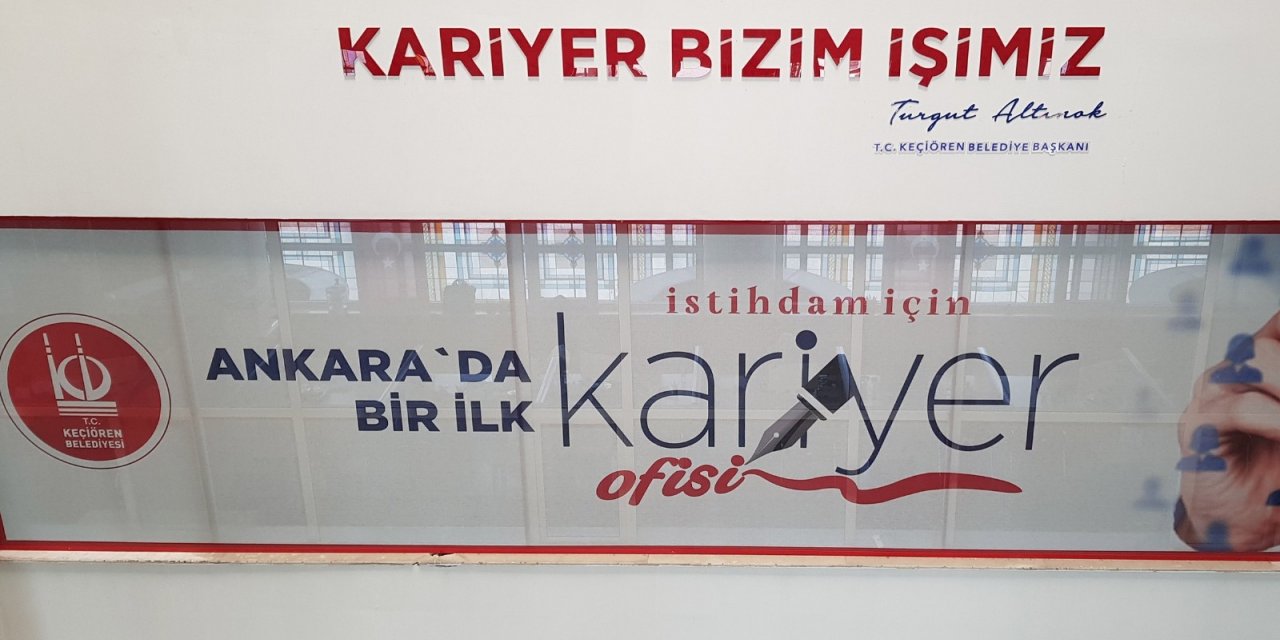 KARİYER BİZİM İŞİMİZ
Turgut Altınok
T.C. KEÇİÖREN BELEDİYE BAŞKANI
istihdam için
ANKARA`DA
BİR İLK
kariyer
ofisi
T.C.
KEÇİÖREN
BELEDİYESİ